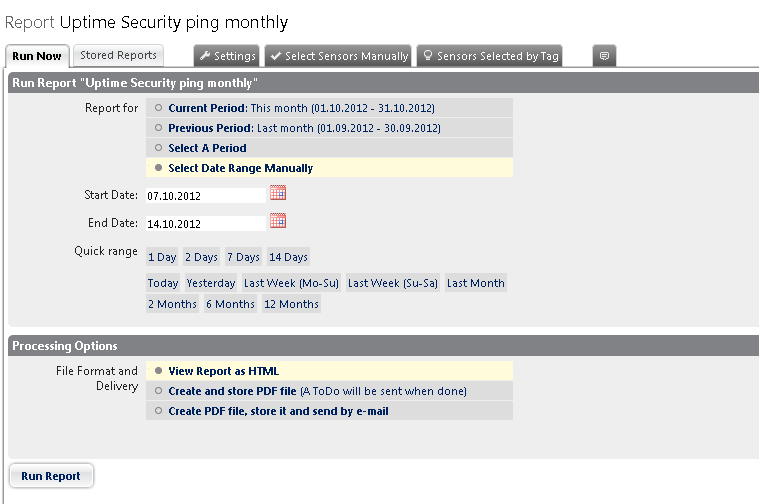 Report Uptime Security ping monthly
Run Now Stored Reports Settings Select Sensors Manually Sensors Selected by Tag
Run Report "Uptime Security ping monthly"
Report for Current Period: This month (01.10.2012 - 31.10.2012)
Previous Period: Last month (01.09.2012 - 30.09.2012)
Select A Period
Select Date Range Manually
Start Date: 07.10.2012
End Date: 14.10.2012
Quick range 1 Day 2 Days 7 Days 14 Days
Today Yesterday Last Week (Mo-Su) Last Week (Su-Sa) Last Month
2 Months 6 Months 12 Months
Processing Options
File Format and Delivery View Report as HTML
Create and store PDF file (A ToDo will be sent when done)
Create PDF file, store it and send by e-mail
Run Report